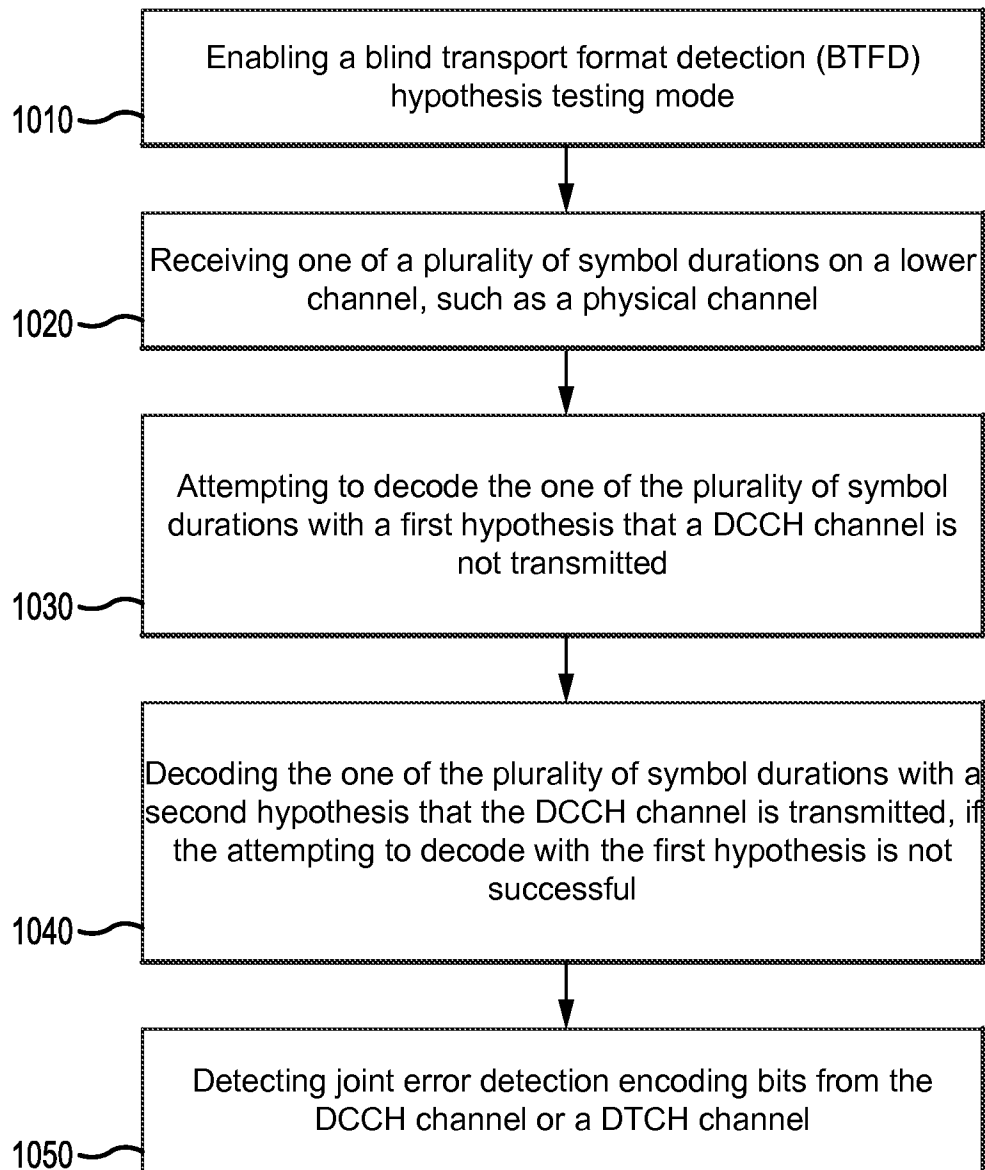 Enabling a blind transport format detection (BTFD)
hypothesis testing mode
1010
Receiving one of a plurality of symbol durations on a lower
channel, such as a physical channel
1020
Attempting to decode the one of the plurality of symbol
durations with a first hypothesis that a DCCH channel is
not transmitted
1030
Decoding the one of the plurality of symbol durations with a
second hypothesis that the DCCH channel is transmitted, if
the attempting to decode with the first hypothesis is not
successful
1040
Detecting joint error detection encoding bits from the
DCCH channel or a DTCH channel
1050